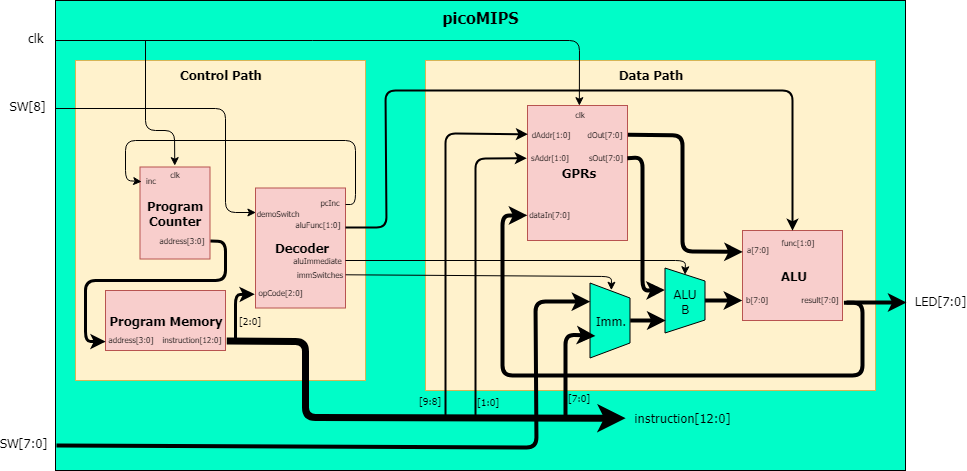 picoMIPS
clk
SW[8]
Control Path
clk
inc
Program
Counter
address[3:0]
pcInc
demoSwitch
aluFunc[1:0]
Decoder
aluImmediate
immSwitches
opCode[2:0]
Program Memory
address[3:0]
instruction[12:0]
[2:0]
Data Path
clk
dAddr[1:0]
dOut[7:0]
sAddr[1:0]
sOut[7:0]
GPRs
dataIn[7:0]
func[1:0]
a[7:0]
ALU
b[7:0]
result[7:0]
ALU
B
Imm.
LED[7:0]
[9:8]
[1:0]
[7:0]
instruction[12:0]
SW[7:0]